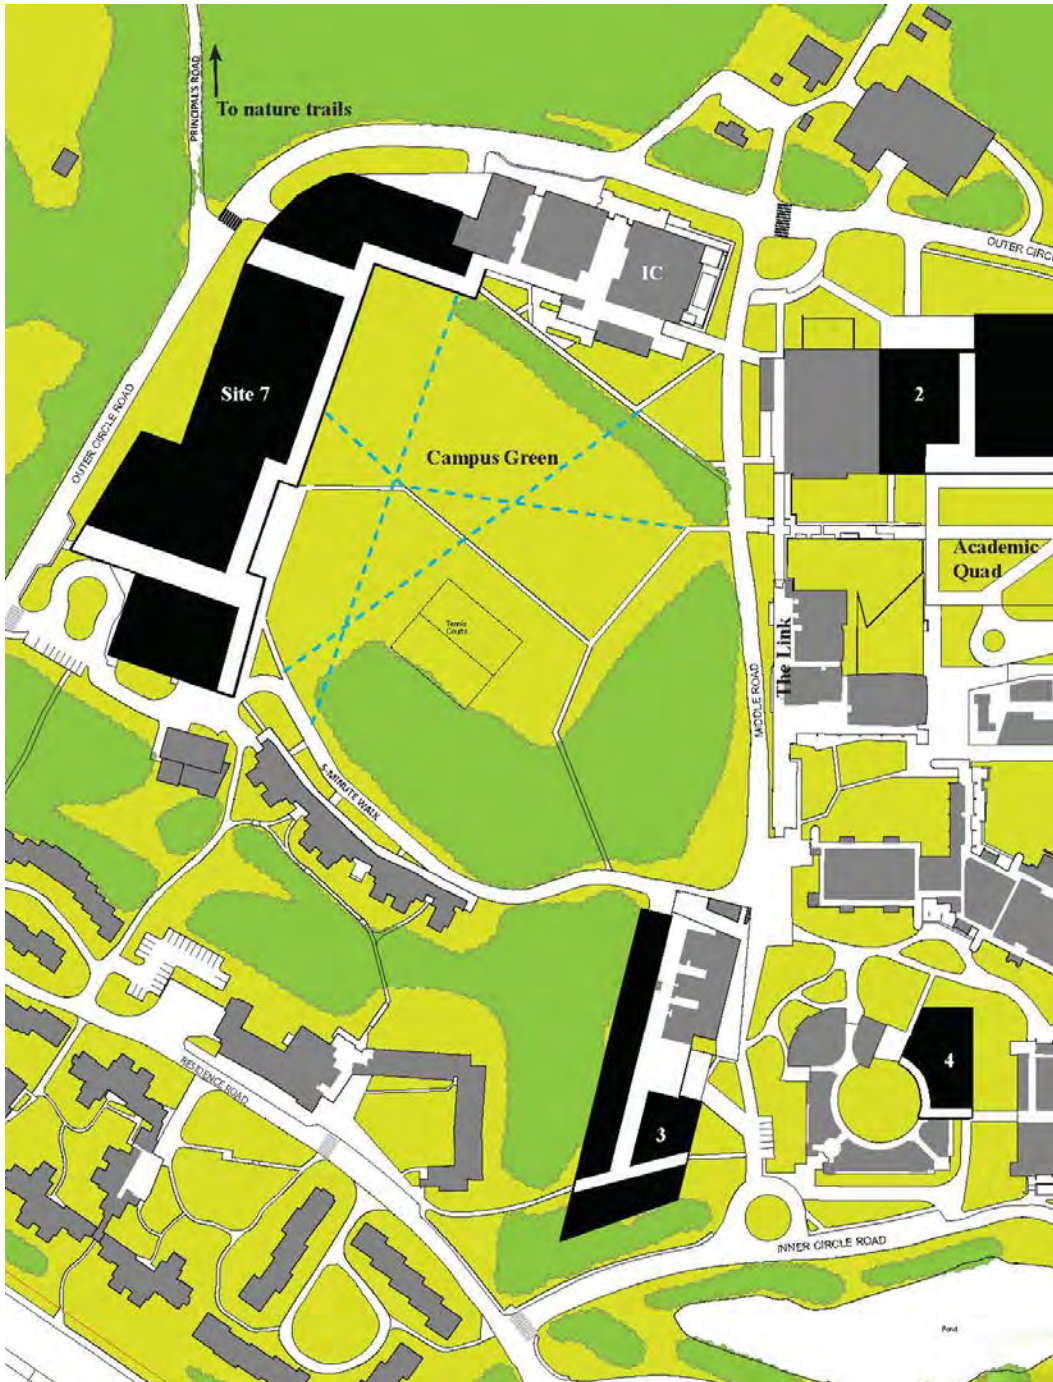 PRINCIPAL'S ROAD
To nature trails
IC
OUTER CIRC
OUTER CIRCLE ROAD
Site 7
2
Campus Green
Academic
Quad
Tennis
Courts
The Link
MIDDLE ROAD
5-MINUTE WALK
RESIDENCE ROAD
4
3
INNER CIRCLE ROAD
Pond